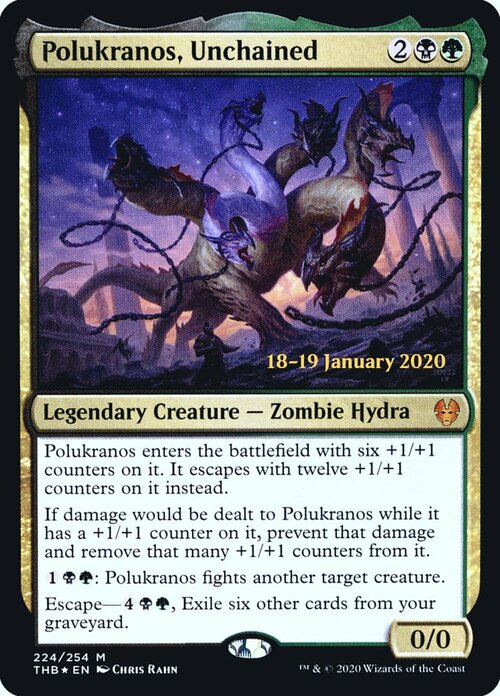 Polukranos, Unchained 2
18-19 January 2020
Legendary Creature — Zombie Hydra
Polukranos enters the battlefield with six +1/+1
counters on it. It escapes with twelve +1/+1
counters on it instead.
If damage would be dealt to Polukranos while it
has a +1/+1 counter on it, prevent that damage
and remove that many +1/+1 counters from it.
1 : Polukranos fights another target creature.
Escape—4 , Exile six other cards from your
graveyard.
0/0
224/254 M
THB★EN Chris Rahn
™ & © 2020 Wizards of the Coast